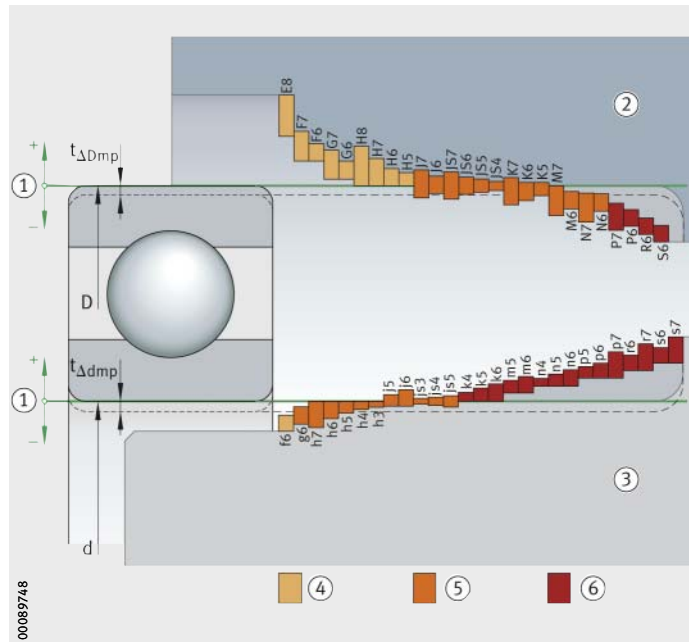 E8
F7
F6
G7
G6
H8
H7
H6
H5
J7
J6
JS7
JS6
JS5
JS4
K7
K6
K5
M7
M6
N7
N6
P7
P6
R6
S6
2
+
t∆Dmp
1
−
D
t∆dmp
+
1
−
d
f6
g6
h7
h6
h5
h4
h3
j5
j6
js3
js4
js5
k4
k5
k6
m5
m6
n4
n5
n6
p5
p6
p7
r6
r7
s6
s7
3
4
5
6
00089748